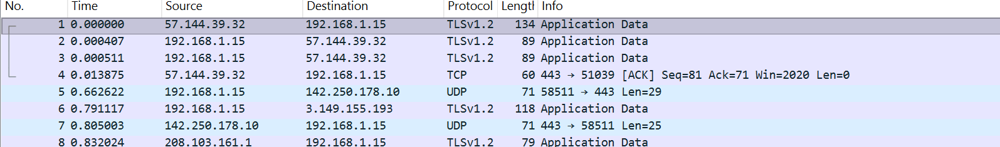 No. Time Source Destination Protocol Length Info
1 0.000000 57.144.39.32 192.168.1.15 TLSv1.2 134 Application Data
2 0.000407 192.168.1.15 57.144.39.32 TLSv1.2 89 Application Data
3 0.000511 192.168.1.15 57.144.39.32 TLSv1.2 89 Application Data
4 0.013875 57.144.39.32 192.168.1.15 TCP 60 443 → 51039 [ACK] Seq=81 Ack=71 Win=2020 Len=0
5 0.662622 192.168.1.15 142.250.178.10 UDP 71 58511 → 443 Len=29
6 0.791117 192.168.1.15 3.149.155.193 TLSv1.2 118 Application Data
7 0.805003 142.250.178.10 192.168.1.15 UDP 71 443 → 58511 Len=25
8 0.832024 208.103.161.1 192.168.1.15 TLSv1.2 79 Application Data